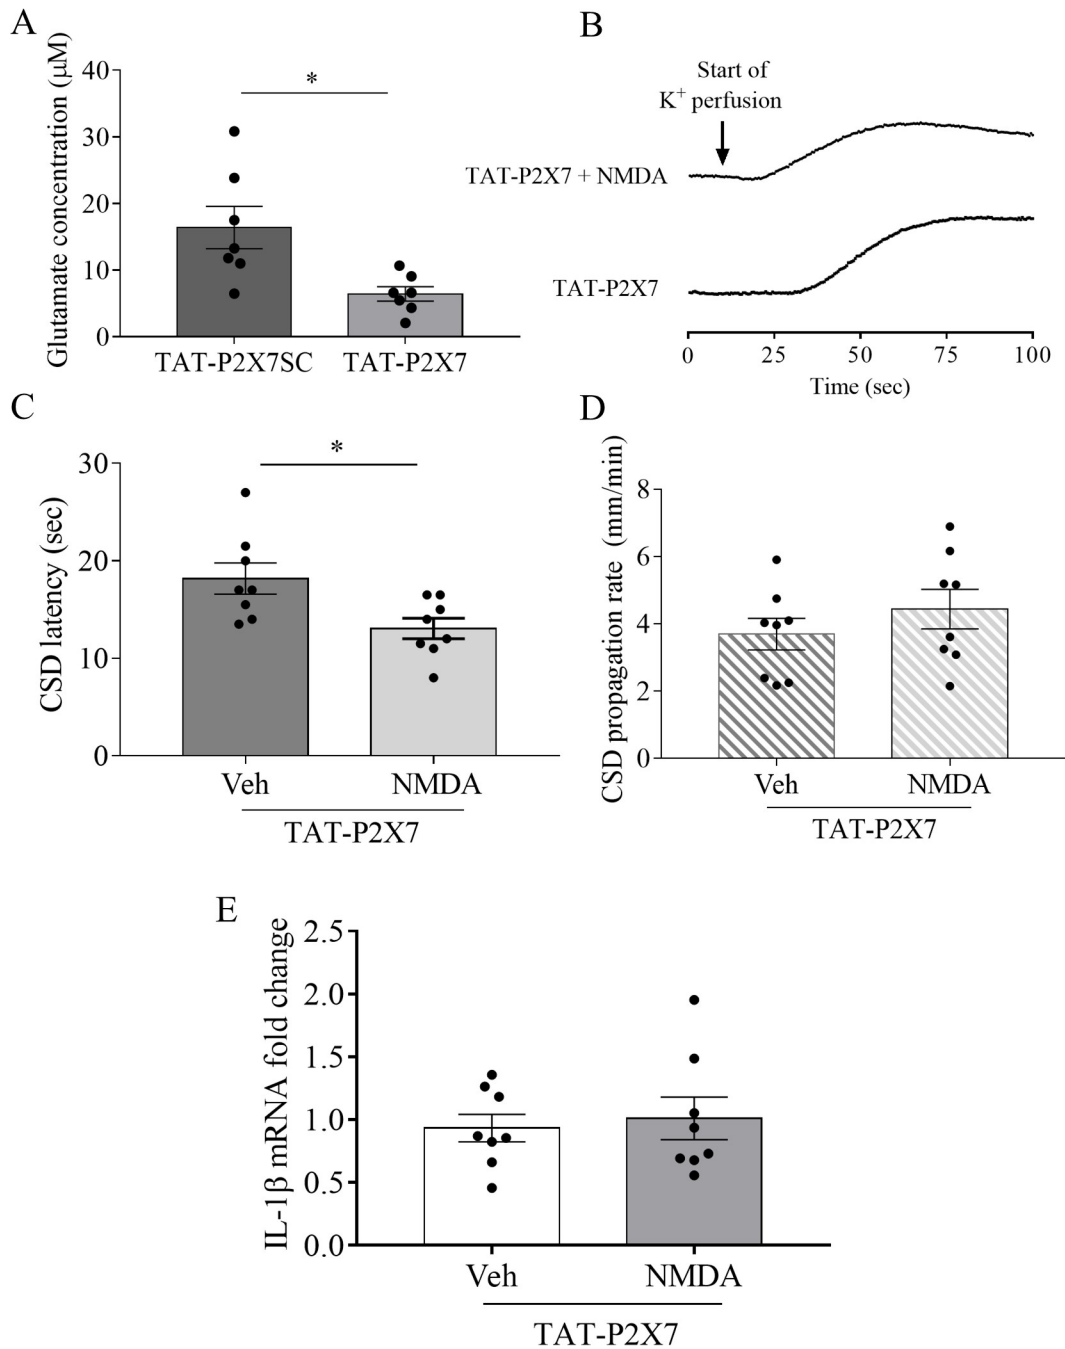 A
Glutamate concentration (μM)
40
30
20
10
0
*
TAT-P2X7SC
TAT-P2X7
B
Start of
K+ perfusion
TAT-P2X7 + NMDA
TAT-P2X7
0 25 50 75 100
Time (sec)
C
CSD latency (sec)
30
20
10
0
*
Veh NMDA
TAT-P2X7
D
CSD propagation rate (mm/min)
8
6
4
2
0
Veh NMDA
TAT-P2X7
E
IL-1β mRNA fold change
2.5
2.0
1.5
1.0
0.5
0.0
Veh NMDA
TAT-P2X7